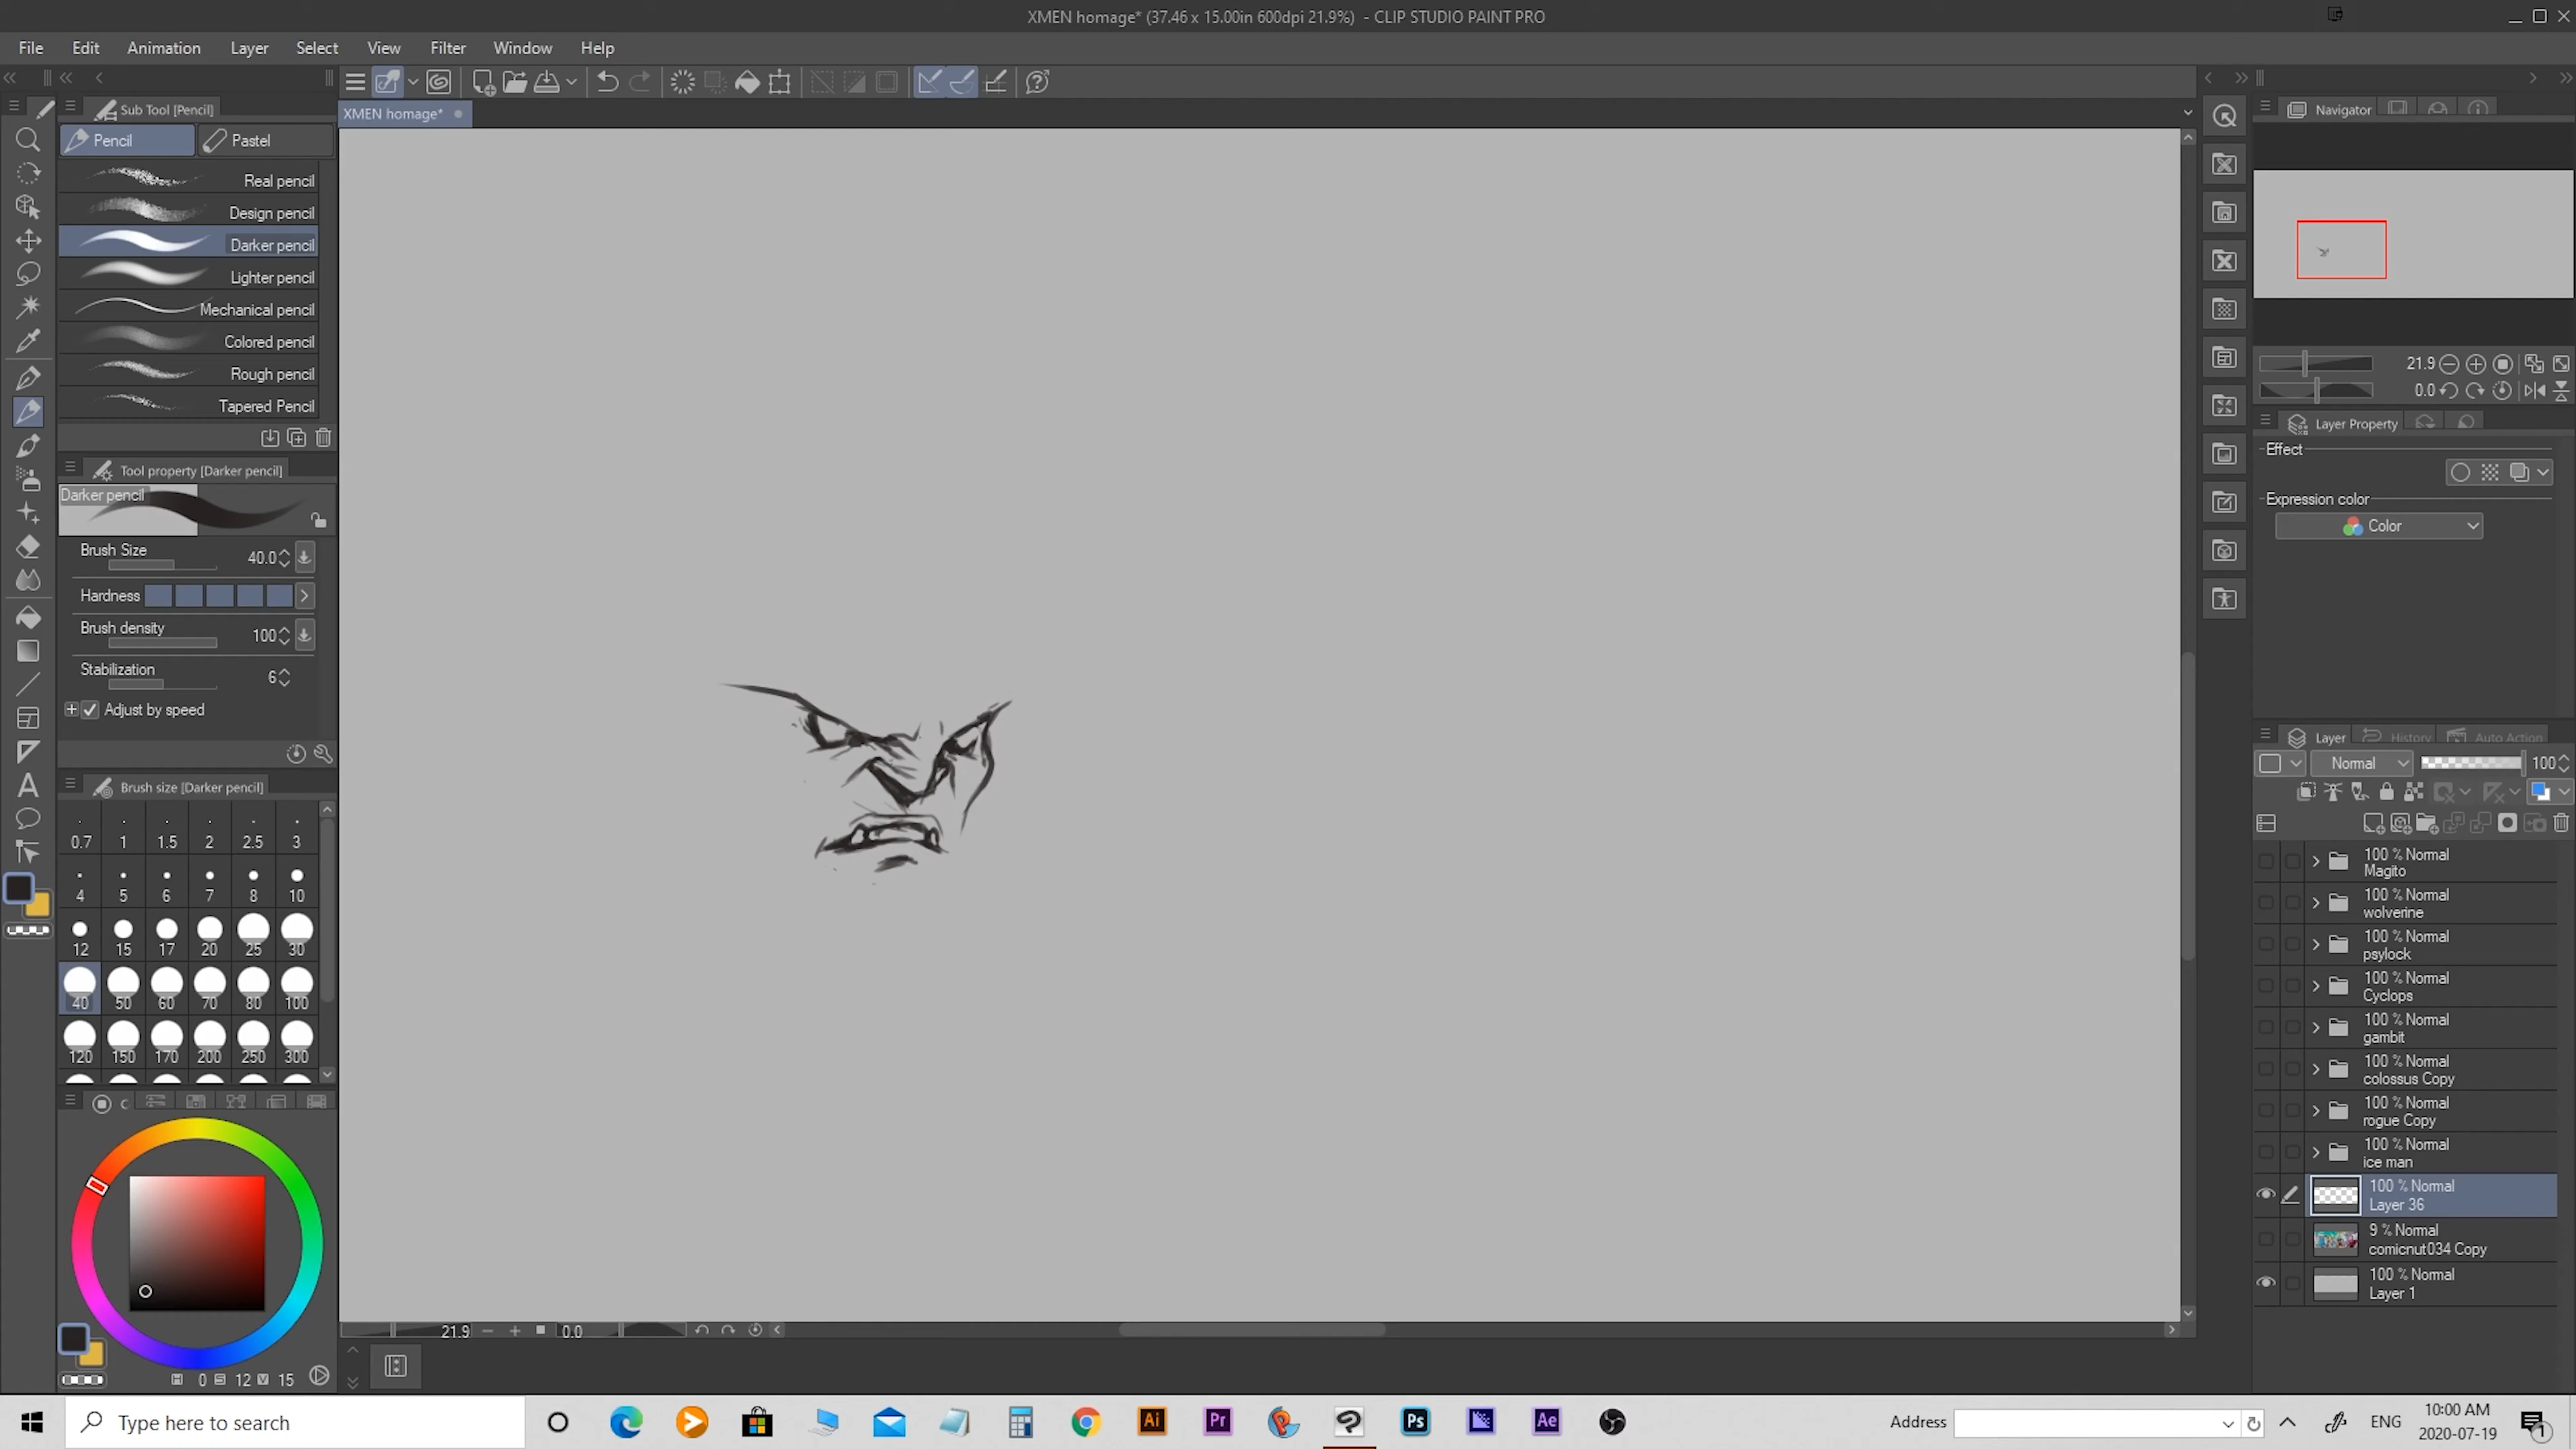 XMEN homage* (37.46 x 15.00in 600dpi 21.9%) - CLIP STUDIO PAINT PRO
File Edit Animation Layer Select View Filter Window Help
Sub Tool [Pencil]
XMEN homage*
Navigator
Pencil
Pastel
Real pencil
Design pencil
Darker pencil
Lighter pencil
Mechanical pencil
Colored pencil
Rough pencil
Tapered Pencil
21.9
0.0
Layer Property
Effect
Expression color
Color
Tool property [Darker pencil]
Darker pencil
Brush Size 40.0
Hardness
Brush density 100
Stabilization 6
Adjust by speed
Brush size [Darker pencil]
0.7 1 1.5 2 2.5 3
4 5 6 7 8 10
12 15 17 20 25 30
40 50 60 70 80 100
120 150 170 200 250 300
Layer History Auto Action
Normal 100
100 % Normal
Magito
100 % Normal
wolverine
100 % Normal
psylock
100 % Normal
Cyclops
100 % Normal
gambit
100 % Normal
colossus Copy
100 % Normal
rogue Copy
100 % Normal
ice man
100 % Normal
Layer 36
9 % Normal
comicnut034 Copy
100 % Normal
Layer 1
21.9 0.0
H 0 S 12 V 15
Type here to search
Ai Pr Ps Ae
Address
ENG
10:00 AM
2020-07-19
1